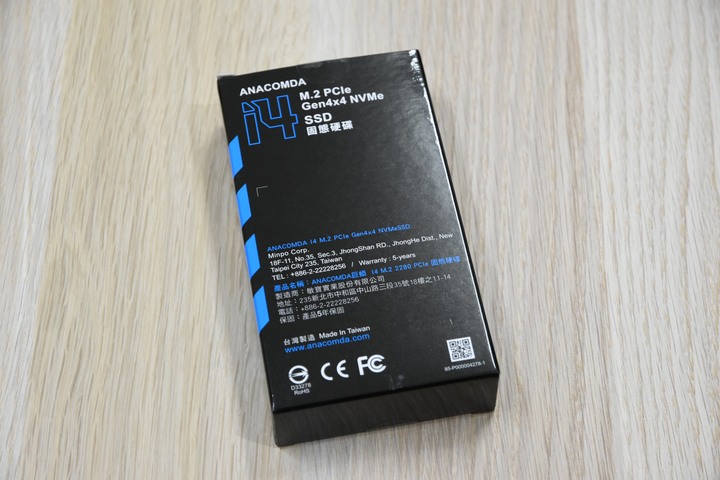 ANACOMDA
i4
M.2 PCIe
Gen4x4 NVMe
SSD
固態硬碟
ANACOMDA i4 M.2 PCIe Gen4x4 NVMeSSD
Minpo Corp.
18F-11, No.35, Sec.3, JhongShan RD., JhongHe Dist., New
Taipei City 235, Taiwan
TEL : +886-2-22228256 / Warranty : 5-years
產品名稱：ANACOMDA巨蟒 i4 M.2 2280 PCIe 固態硬碟
製造商：敏寶實業股份有限公司
地址：235新北市中和區中山路三段35號18樓之11-14
電話：+886-2-22228256
保固：產品5年保固
台灣製造 Made in Taiwan
www.anacomda.com
CE FC
D33278
RoHS
85-P000004278-1